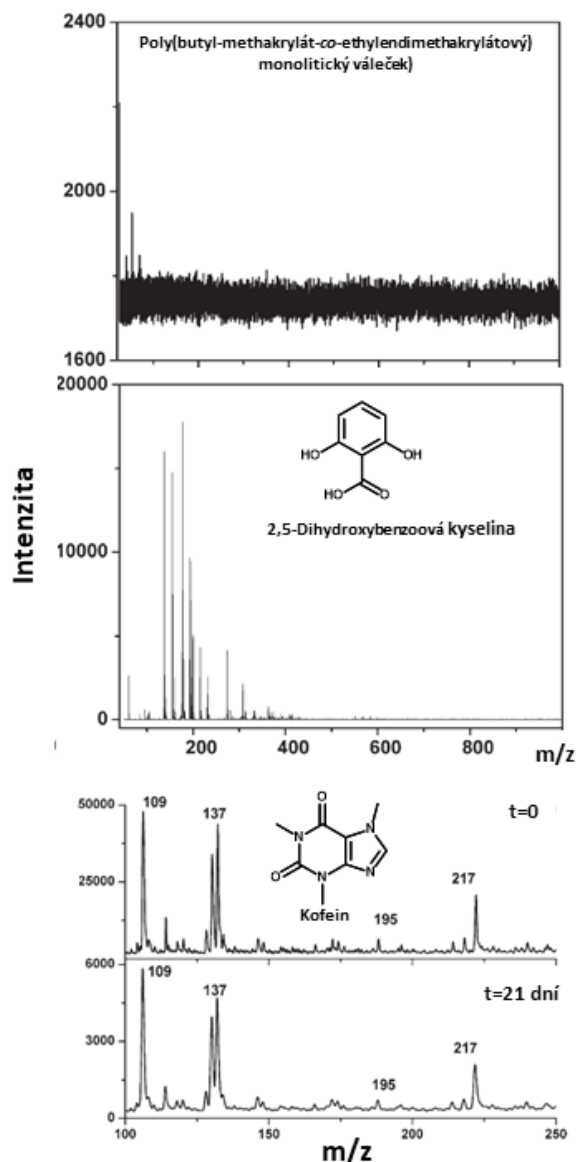 2400
Poly(butyl-methakrylát-co-ethylendimethakrylátový)
monolitický váleček)
2000
1600
20000
HO
OH
HO
O
2,5-Dihydroxybenzoová kyselina
Intenzita
10000
0
200
400
600
800
m/z
50000
109
137
O
N
N
t=0
25000
O
N
N
Kofein
195
217
0
6000
109
137
t=21 dní
3000
195
217
0
100
150
200
250
m/z